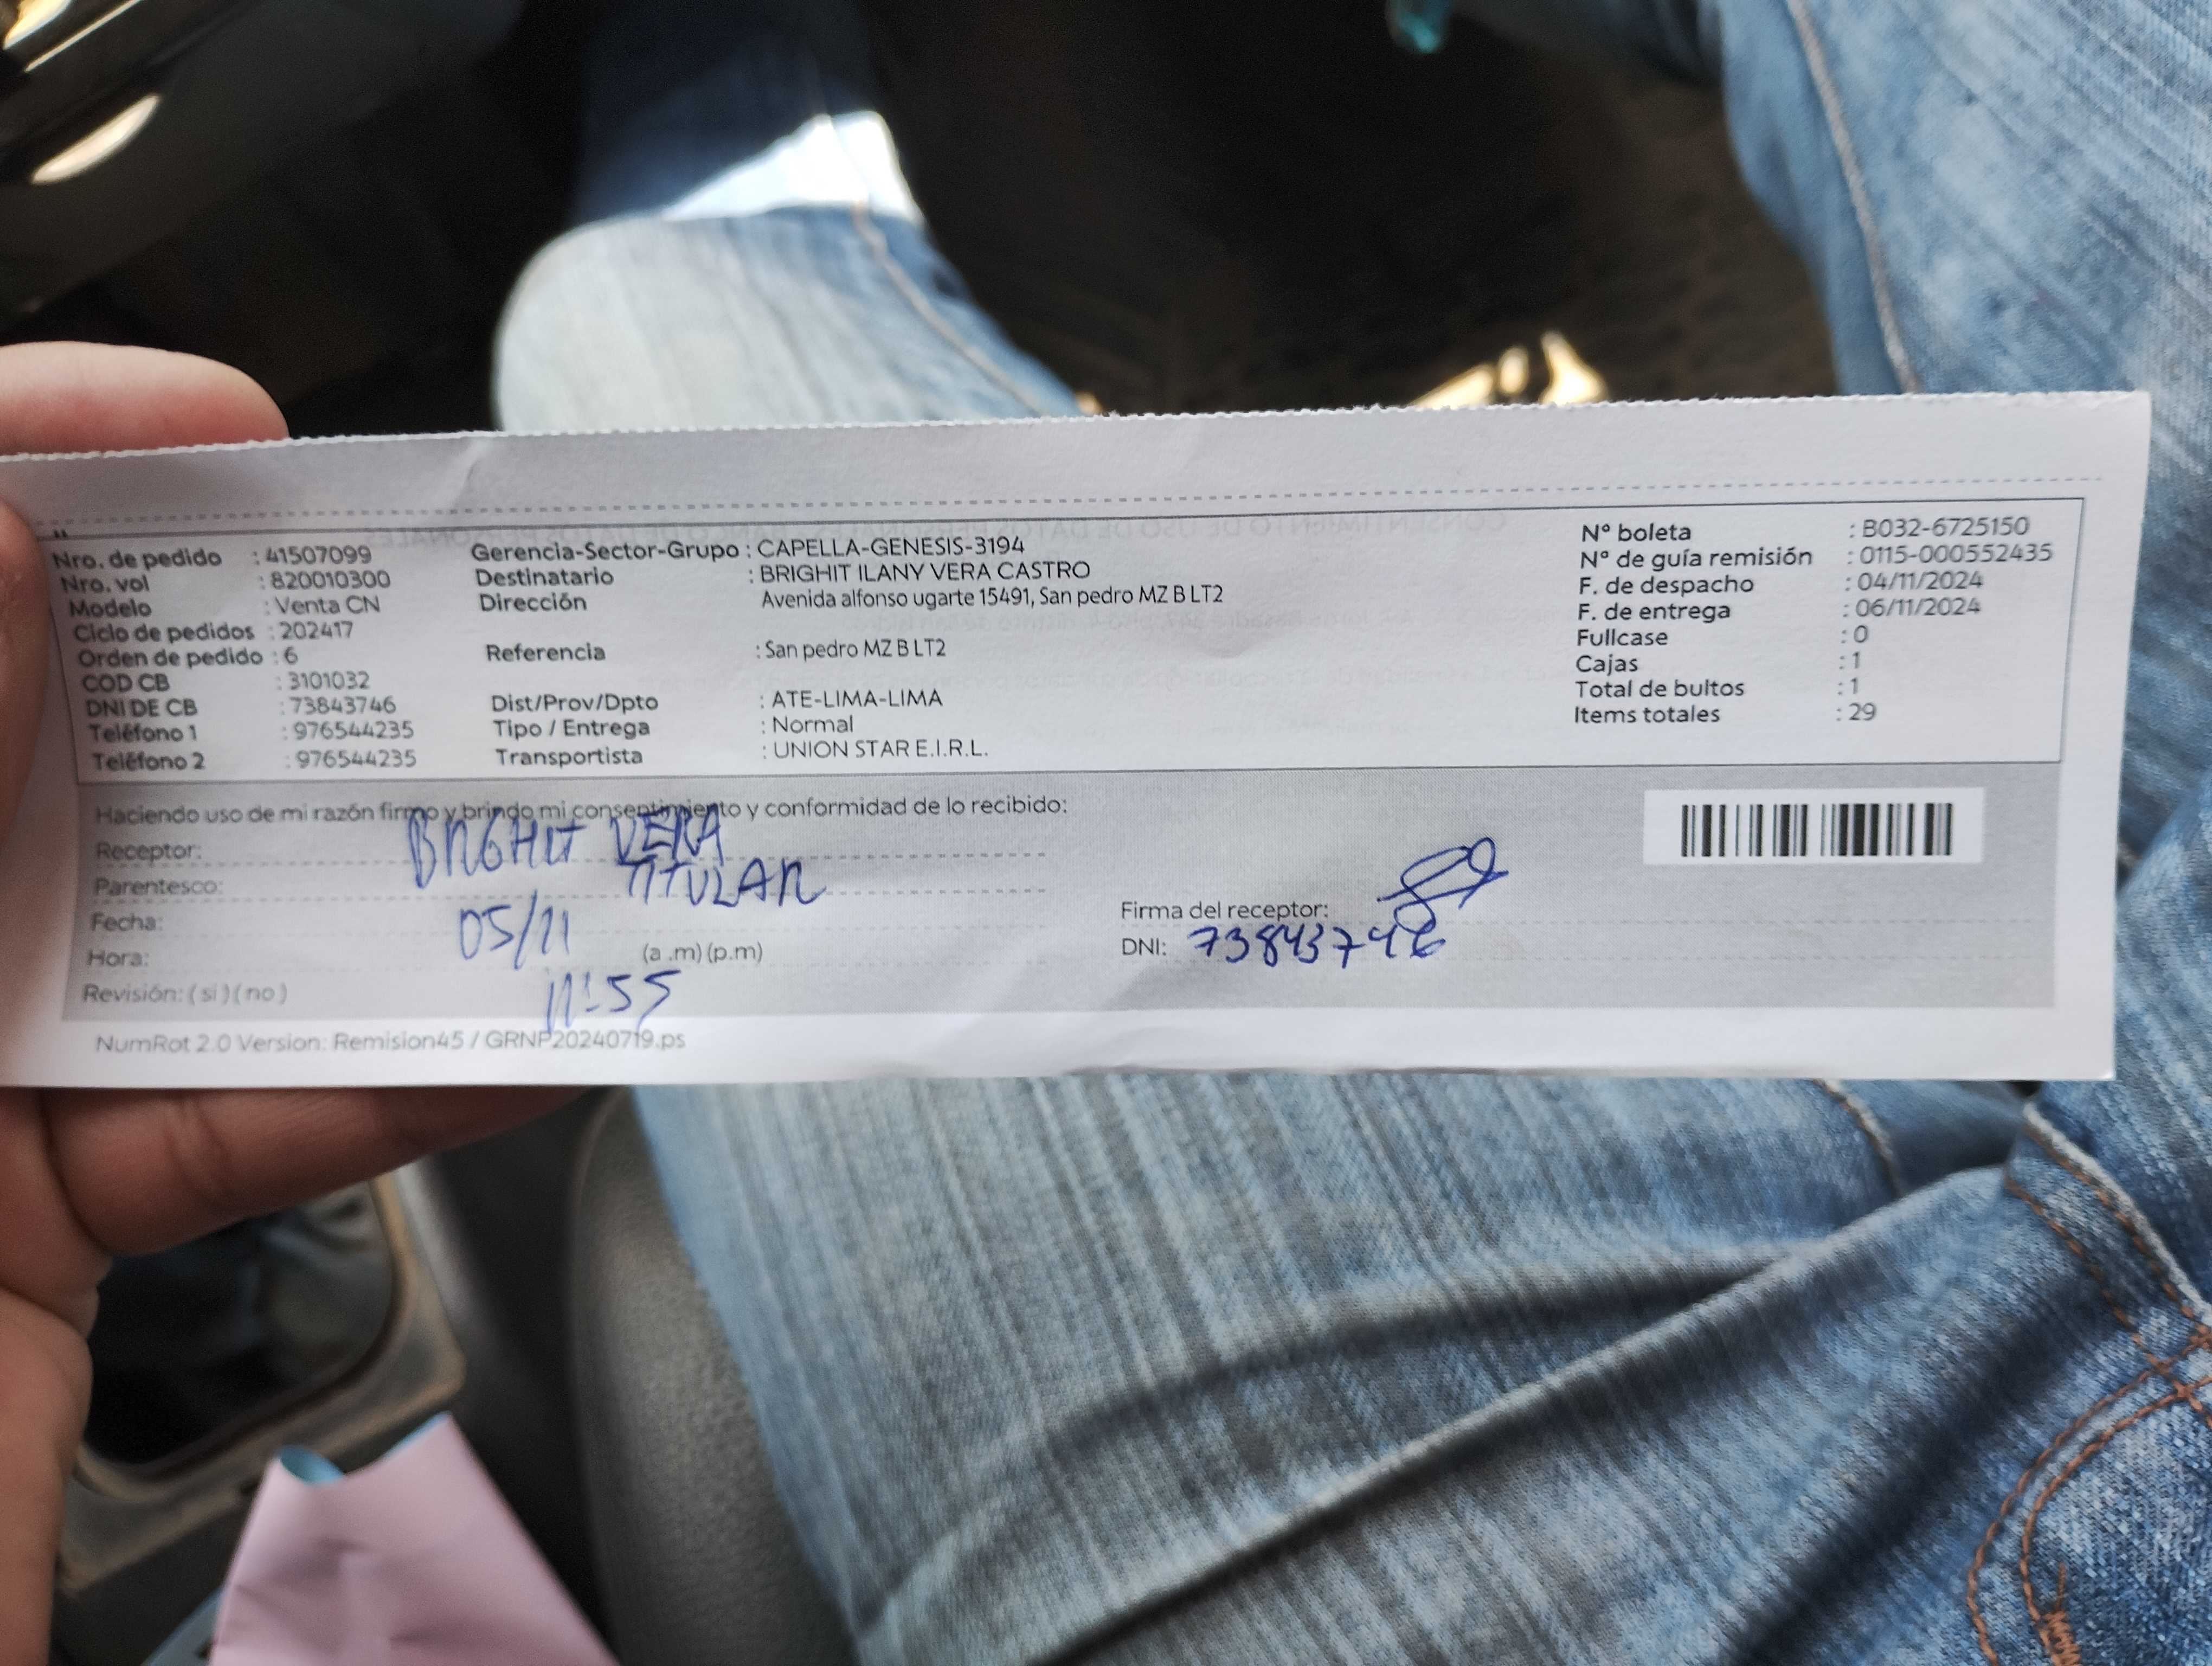 Nro. de pedido : 41507099
Nro. vol : 820010300
Modelo : Venta CN
Ciclo de pedidos : 202417
Orden de pedido : 6
COD CB : 3101032
DNI DE CB : 73843746
Teléfono 1 : 976544235
Teléfono 2 : 976544235
Gerencia-Sector-Grupo : CAPELLA-GENESIS-3194
Destinatario : BRIGHIT ILANY VERA CASTRO
Dirección Avenida alfonso ugarte 15491, San pedro MZ B LT2
Referencia : San pedro MZ B LT2
Dist/Prov/Dpto : ATE-LIMA-LIMA
Tipo / Entrega : Normal
Transportista : UNION STAR E.I.R.L.
N° boleta : B032-6725150
N° de guía remisión : 0115-000552435
F. de despacho : 04/11/2024
F. de entrega : 06/11/2024
Fullcase : 0
Cajas : 1
Total de bultos : 1
Items totales : 29
Haciendo uso de mi razón firmo y brindo mi consentimiento y conformidad de lo recibido:
Receptor: BRIGHIT VERA
Parentesco: TITULAR
Fecha: 05/11
Hora: (a .m) (p.m)
11:55
Revisión: ( si ) ( no )
Firma del receptor:
DNI: 73843746
NumRot 2.0 Version: Remision45 / GRNP20240719.ps